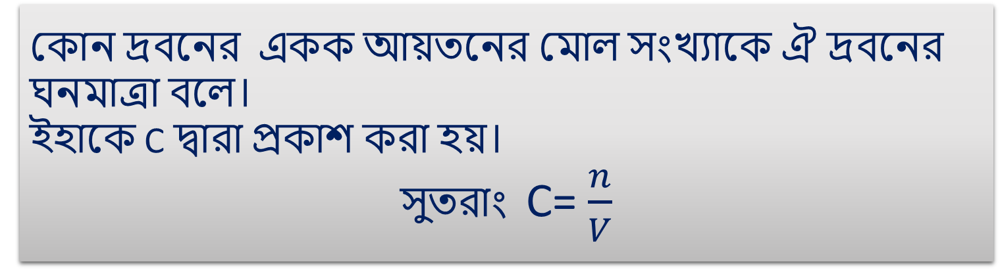 কোন দ্রবনের একক আয়তনের মোল সংখ্যাকে ঐ দ্রবনের
ঘনমাত্রা বলে।
ইহাকে C দ্বারা প্রকাশ করা হয়।
সুতরাং C= n/V